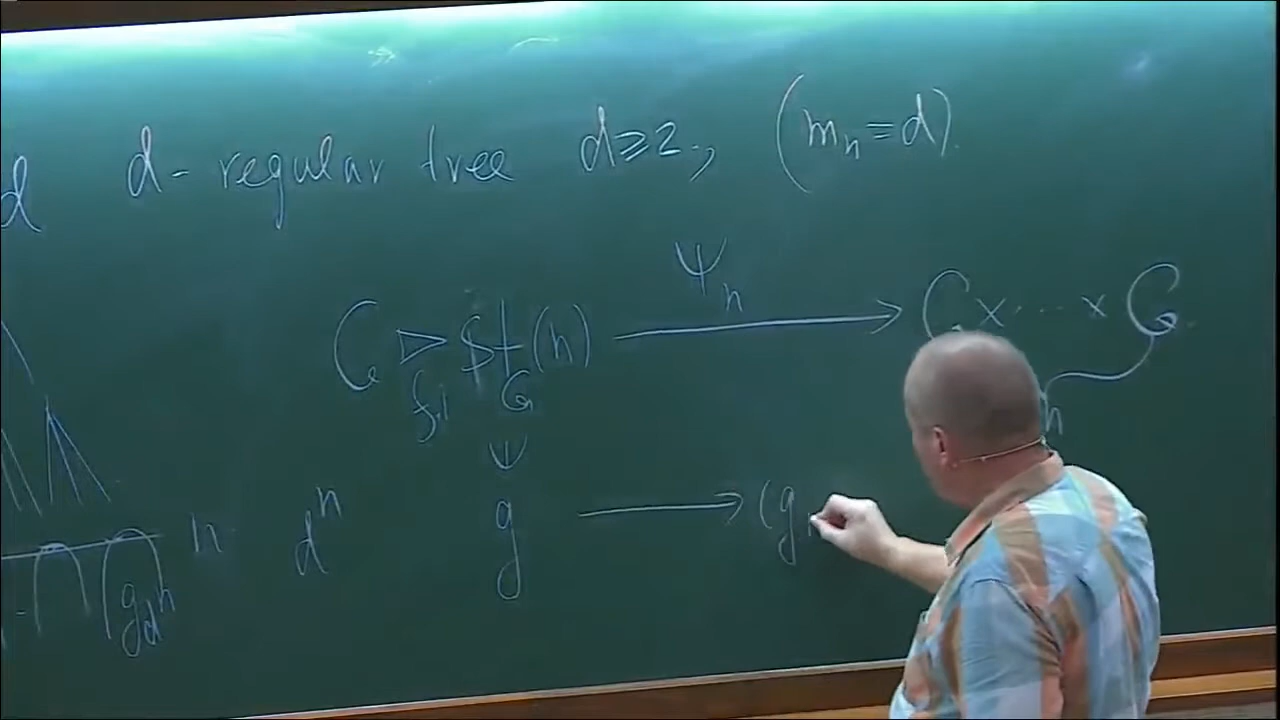 d d-regular tree d≥2., (m_n=d).
Ψ_n
G ▷ St_G(n) ⟶ G×···×G.
f.i
Ψ
n d^n g ⟶ (g
g_{d^n}